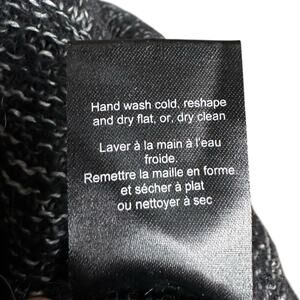 Hand wash cold, reshape
and dry flat, or, dry clean
Laver à la main à l'eau
froide.
Remettre la maille en forme
et sécher à plat
ou nettoyer à sec